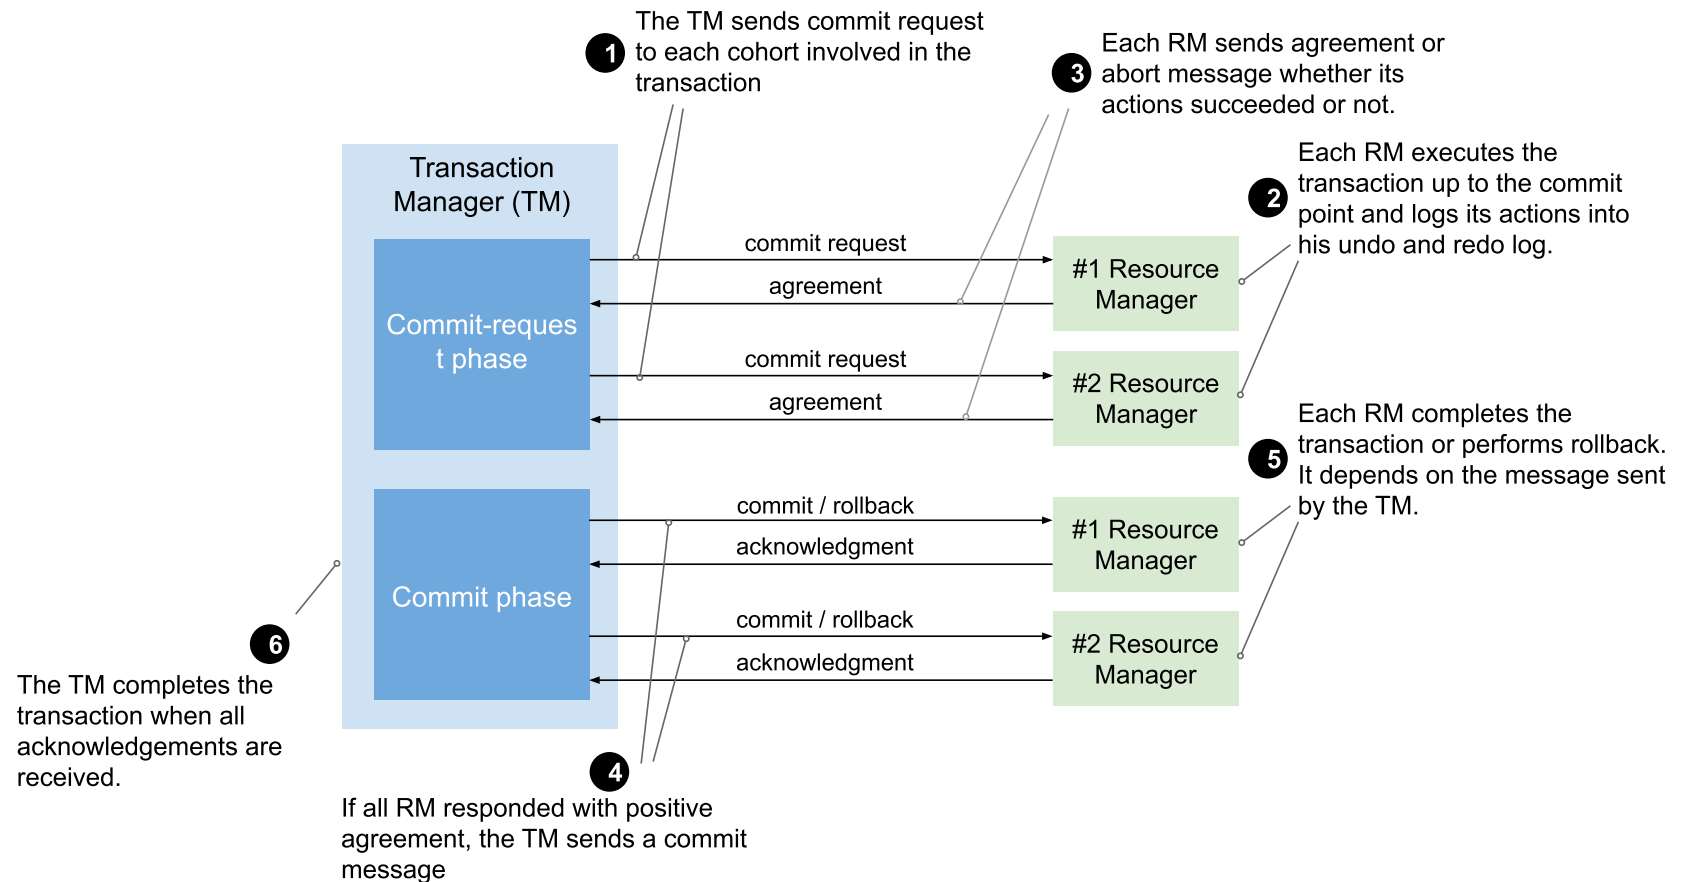 1
The TM sends commit request
to each cohort involved in the
transaction
3
Each RM sends agreement or
abort message whether its
actions succeeded or not.
2
Each RM executes the
transaction up to the commit
point and logs its actions into
his undo and redo log.
Transaction
Manager (TM)
Commit-reques
t phase
commit request
agreement
#1 Resource
Manager
commit request
agreement
#2 Resource
Manager
5
Each RM completes the
transaction or performs rollback.
It depends on the message sent
by the TM.
Commit phase
commit / rollback
acknowledgment
#1 Resource
Manager
commit / rollback
acknowledgment
#2 Resource
Manager
6
The TM completes the
transaction when all
acknowledgements are
received.
4
If all RM responded with positive
agreement, the TM sends a commit
message